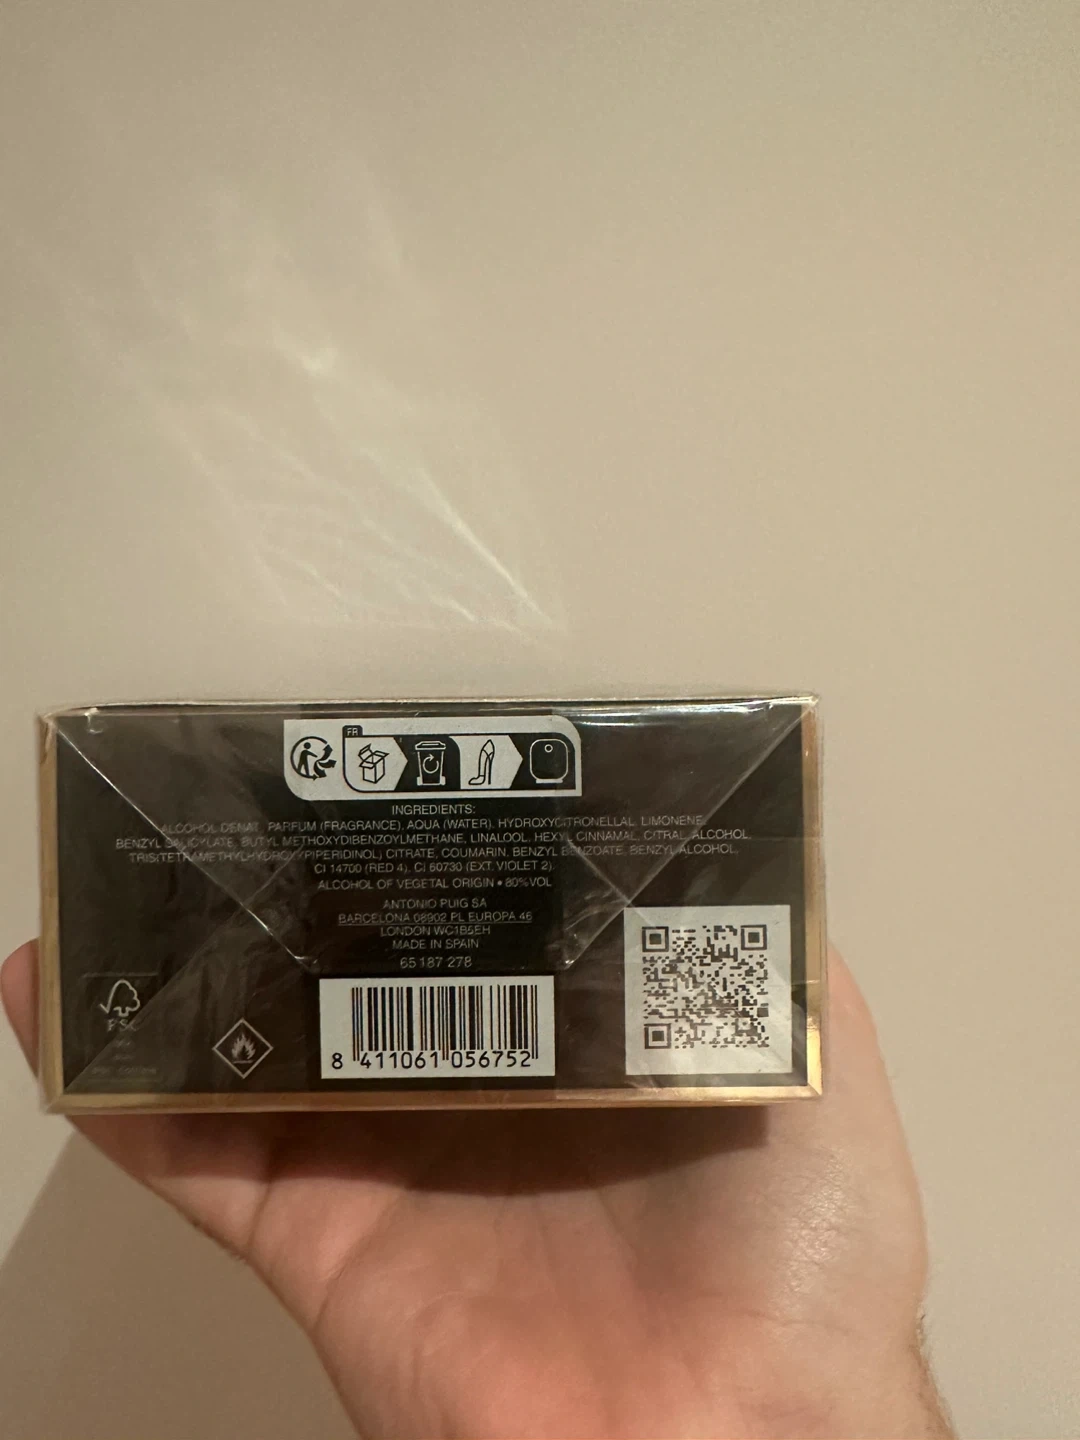 FR
INGREDIENTS:
ALCOHOL DENAT., PARFUM (FRAGRANCE), AQUA (WATER), HYDROXYCITRONELLAL, LIMONENE,
BENZYL SALICYLATE, BUTYL METHOXYDIBENZOYLMETHANE, LINALOOL, HEXYL CINNAMAL, CITRAL, ALCOHOL,
TRIS(TETRAMETHYLHYDROXYPIPERIDINOL) CITRATE, COUMARIN, BENZYL BENZOATE, BENZYL ALCOHOL,
CI 14700 (RED 4), CI 60730 (EXT. VIOLET 2)
ALCOHOL OF VEGETAL ORIGIN • 80%VOL
ANTONIO PUIG SA
BARCELONA 08902 PL EUROPA 46
LONDON WC1B5EH
MADE IN SPAIN
65 187 278
FSC
8 411061 056752